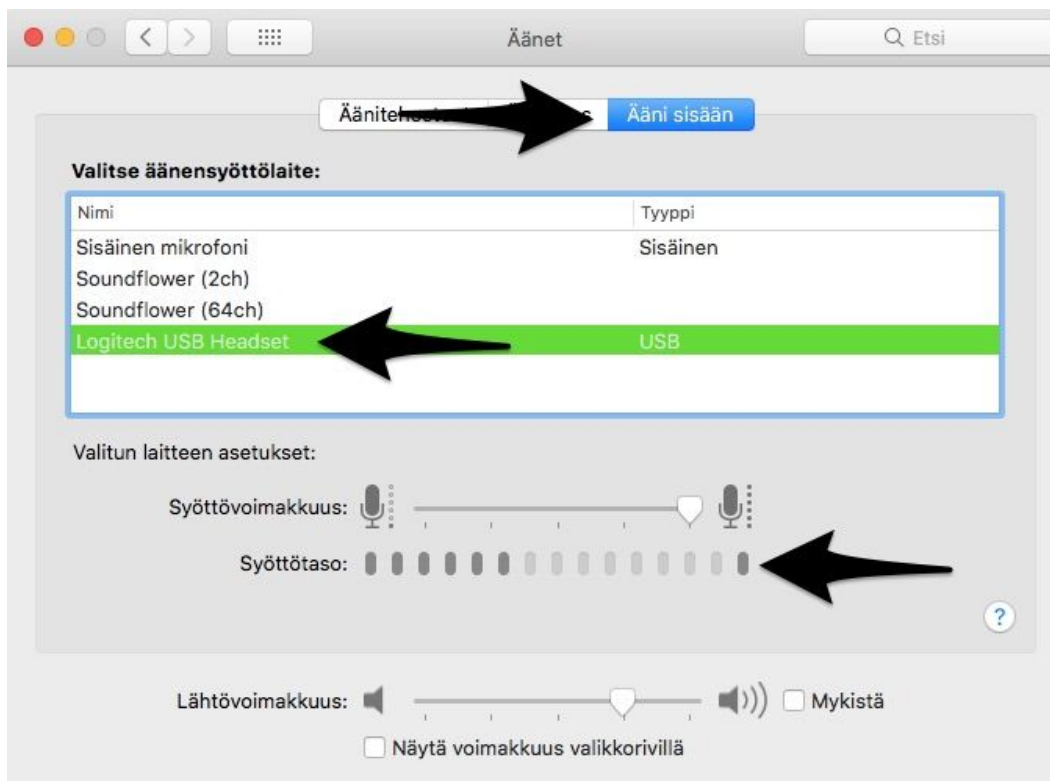 Äänet
Etsi
Ääni sisään
Valitse äänensyöttölaite:
Nimi Tyyppi
Sisäinen mikrofoni Sisäinen
Soundflower (2ch)
Soundflower (64ch)
Logitech USB Headset USB
Valitun laitteen asetukset:
Syöttövoimakkuus:
Syöttötaso:
?
Lähtövoimakkuus: Mykistä
Näytä voimakkuus valikkorivillä